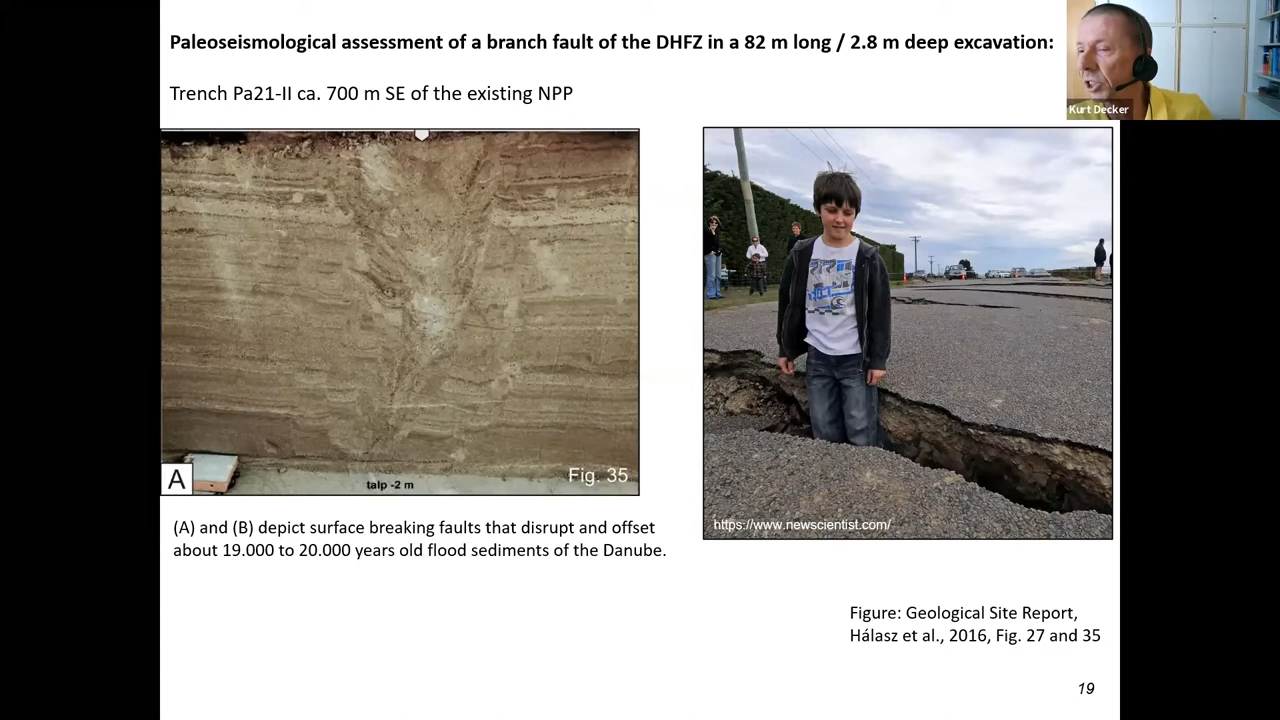 Paleoseismological assessment of a branch fault of the DHFZ in a 82 m long / 2.8 m deep excavation:
Kurt Decker
Trench Pa21-II ca. 700 m SE of the existing NPP
A
talp -2 m
Fig. 35
https://www.newscientist.com/
(A) and (B) depict surface breaking faults that disrupt and offset
about 19.000 to 20.000 years old flood sediments of the Danube.
Figure: Geological Site Report,
Hálasz et al., 2016, Fig. 27 and 35
19